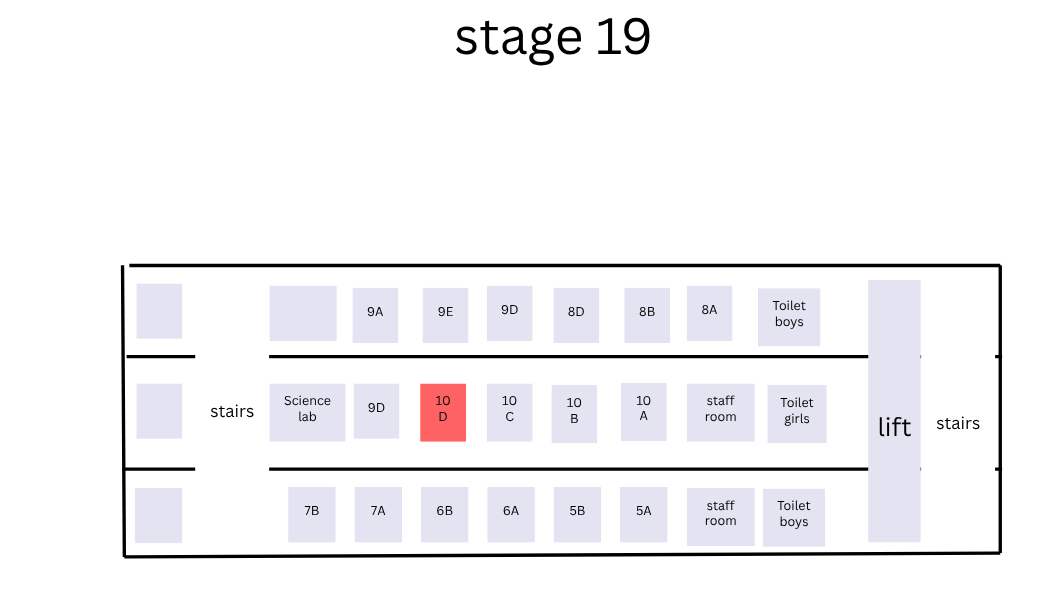 stage 19
9A
9E
9D
8D
8B
8A
Toilet
boys
stairs
Science
lab
9D
10
D
10
C
10
B
10
A
staff
room
Toilet
girls
lift
stairs
7B
7A
6B
6A
5B
5A
staff
room
Toilet
boys